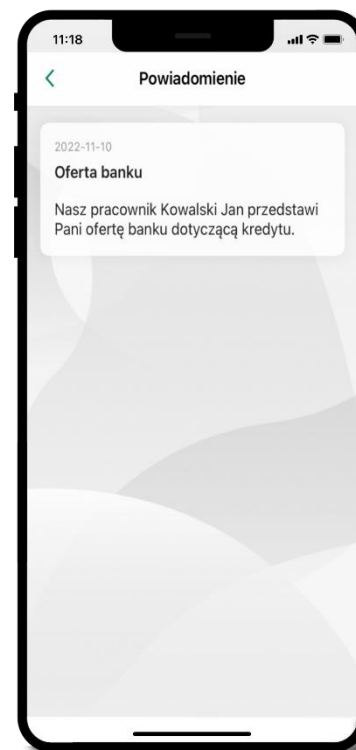 11:18
Powiadomienie
2022-11-10
Oferta banku
Nasz pracownik Kowalski Jan przedstawi
Pani ofertę banku dotyczącą kredytu.